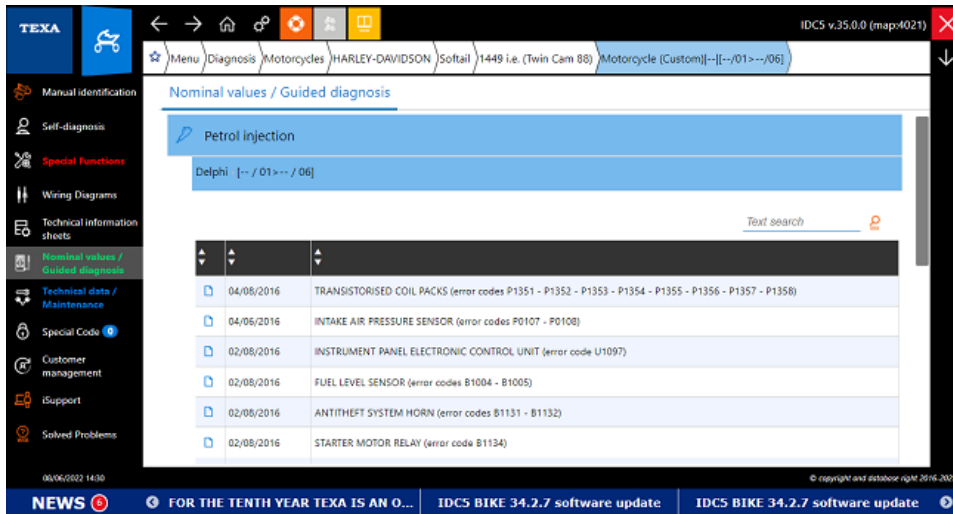 TEXA
IDC5 v.35.0.0 (map:4021)
Menu Diagnosis Motorcycles HARLEY-DAVIDSON Softail 1449 i.e. (Twin Cam 88) Motorcycle (Custom)|--|[--/01>--/06]
Manual identification
Self-diagnosis
Special Functions
Wiring Diagrams
Technical information
sheets
Nominal values /
Guided diagnosis
Technical data /
Maintenance
Special Code 0
Customer
management
iSupport
Solved Problems
08/06/2022 14:30
Nominal values / Guided diagnosis
Petrol injection
Delphi [-- / 01>-- / 06]
Text search
04/08/2016 TRANSISTORISED COIL PACKS (error codes P1351 - P1352 - P1353 - P1354 - P1355 - P1356 - P1357 - P1358)
04/06/2016 INTAKE AIR PRESSURE SENSOR (error codes P0107 - P0108)
02/08/2016 INSTRUMENT PANEL ELECTRONIC CONTROL UNIT (error code U1097)
02/08/2016 FUEL LEVEL SENSOR (error codes B1004 - B1005)
02/08/2016 ANTITHEFT SYSTEM HORN (error codes B1131 - B1132)
02/08/2016 STARTER MOTOR RELAY (error code B1134)
© copyright and database right 2016-202
NEWS 6 FOR THE TENTH YEAR TEXA IS AN O... IDC5 BIKE 34.2.7 software update IDC5 BIKE 34.2.7 software update